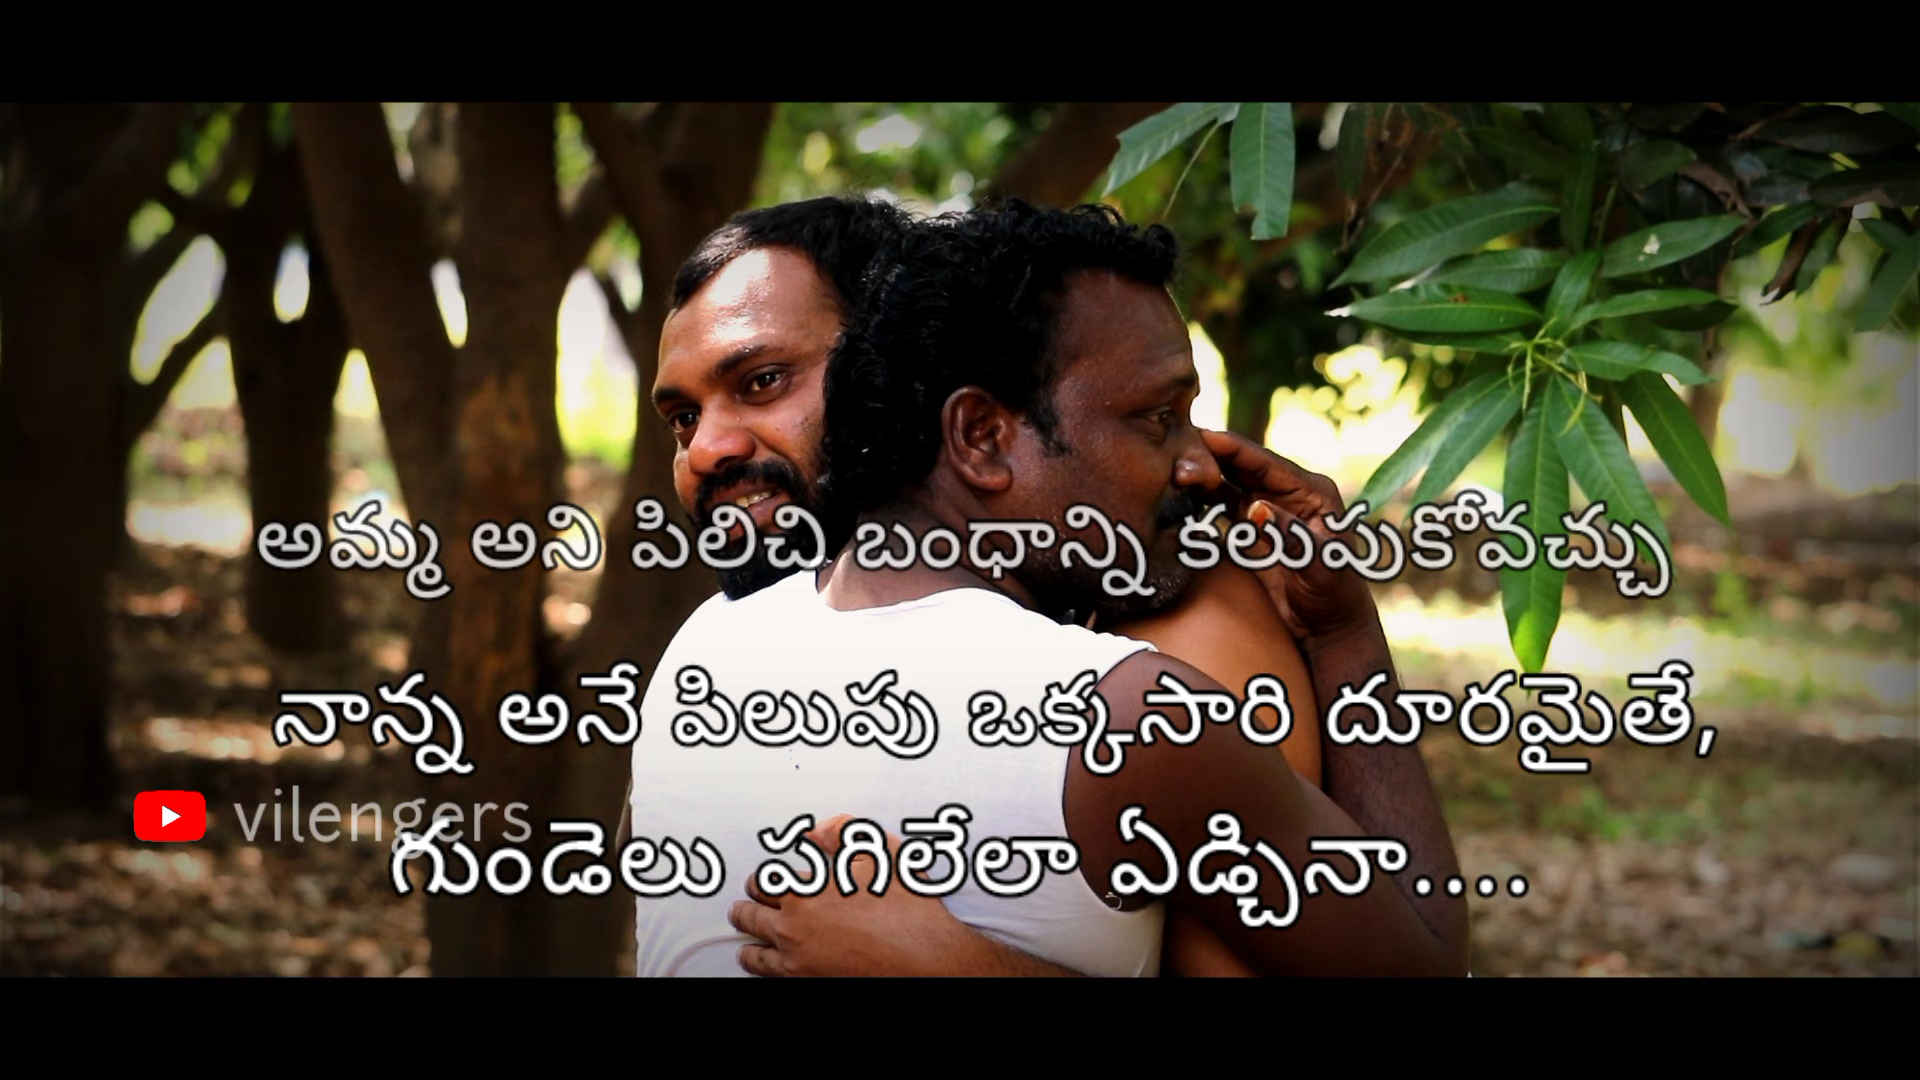 అమ్మ అని పిలిచి బంధాన్ని కలుపుకోవచ్చు
నాన్న అనే పిలుపు ఒక్కసారి దూరమైతే,
vilengers
గుండెలు పగిలేలా ఏడ్చినా....